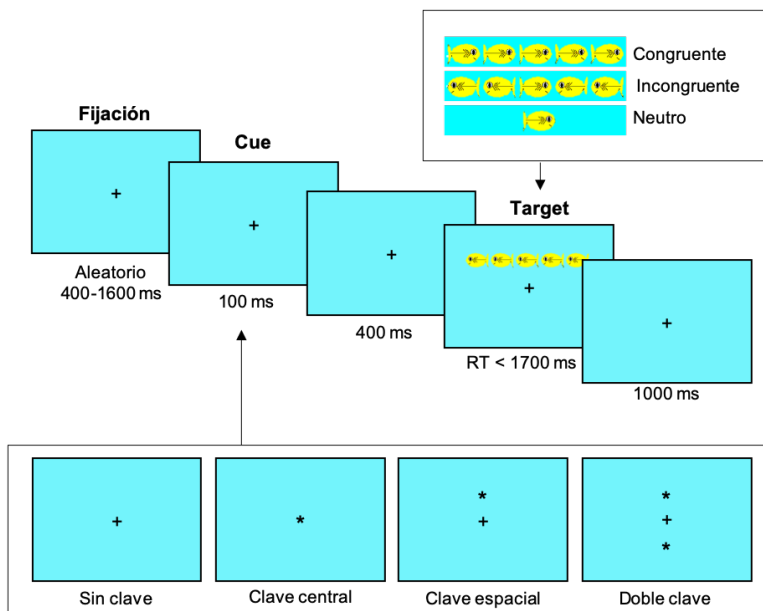 Congruente
Incongruente
Neutro
Fijación
Cue
Target
+
+
+
+
+
Aleatorio
400-1600 ms
100 ms
400 ms
RT < 1700 ms
1000 ms
+
*
*
+
*
+
*
Sin clave
Clave central
Clave espacial
Doble clave